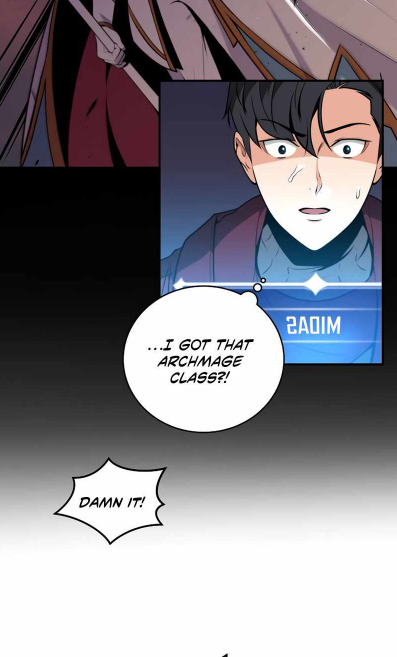 MIDAS
...I GOT THAT
ARCHMAGE
CLASS?!
DAMN IT!